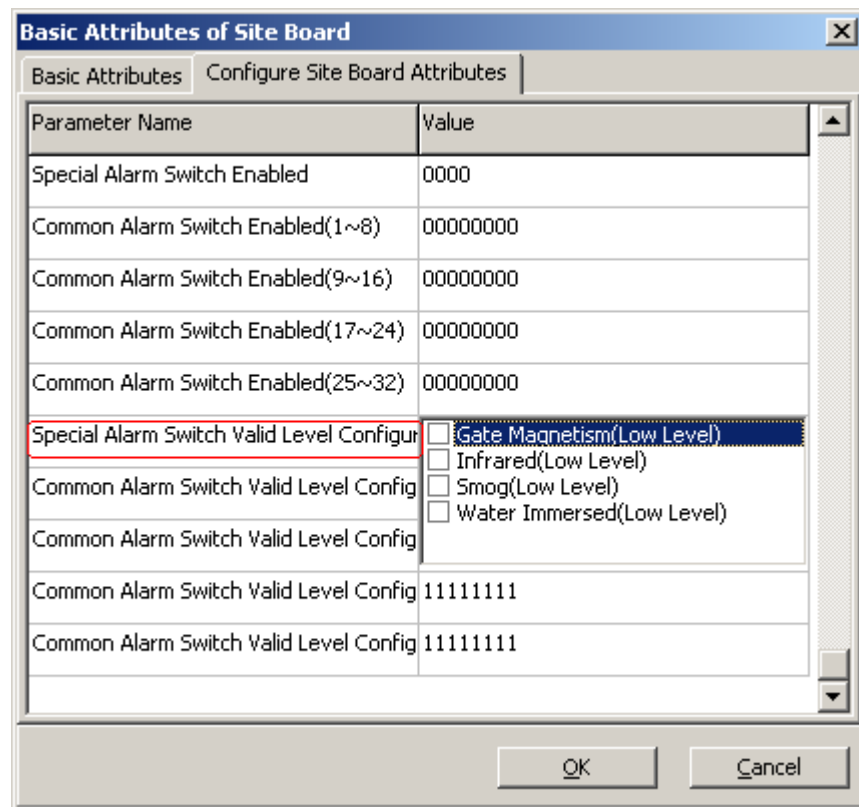 Basic Attributes of Site Board
Basic Attributes Configure Site Board Attributes
Parameter Name Value
Special Alarm Switch Enabled 0000
Common Alarm Switch Enabled(1~8) 00000000
Common Alarm Switch Enabled(9~16) 00000000
Common Alarm Switch Enabled(17~24) 00000000
Common Alarm Switch Enabled(25~32) 00000000
Special Alarm Switch Valid Level Configur Gate Magnetism(Low Level)
Infrared(Low Level)
Common Alarm Switch Valid Level Config Smog(Low Level)
Water Immersed(Low Level)
Common Alarm Switch Valid Level Config
Common Alarm Switch Valid Level Config 11111111
Common Alarm Switch Valid Level Config 11111111
OK Cancel